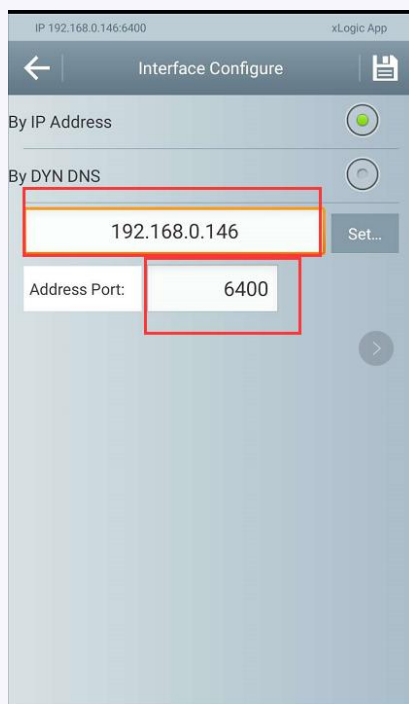 IP 192.168.0.146:6400 xLogic App
Interface Configure
By IP Address
By DYN DNS
192.168.0.146 Set...
Address Port: 6400